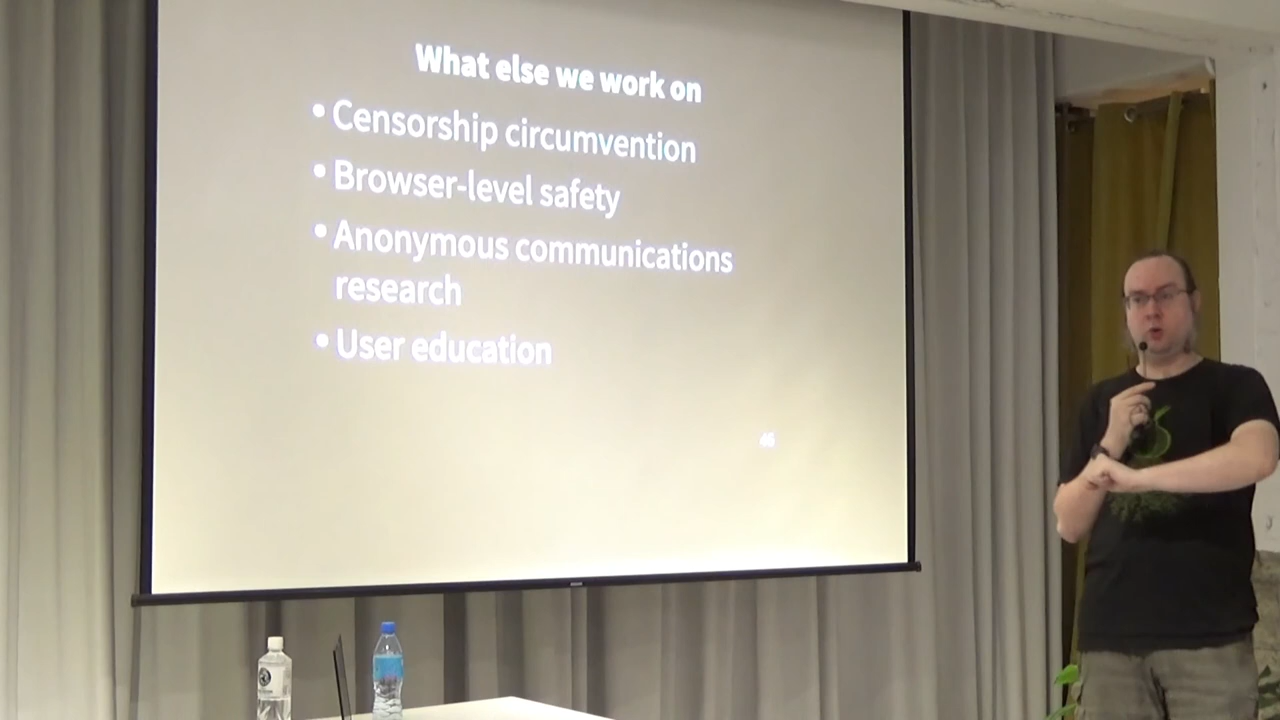 What else we work on
• Censorship circumvention
• Browser-level safety
• Anonymous communications
research
• User education